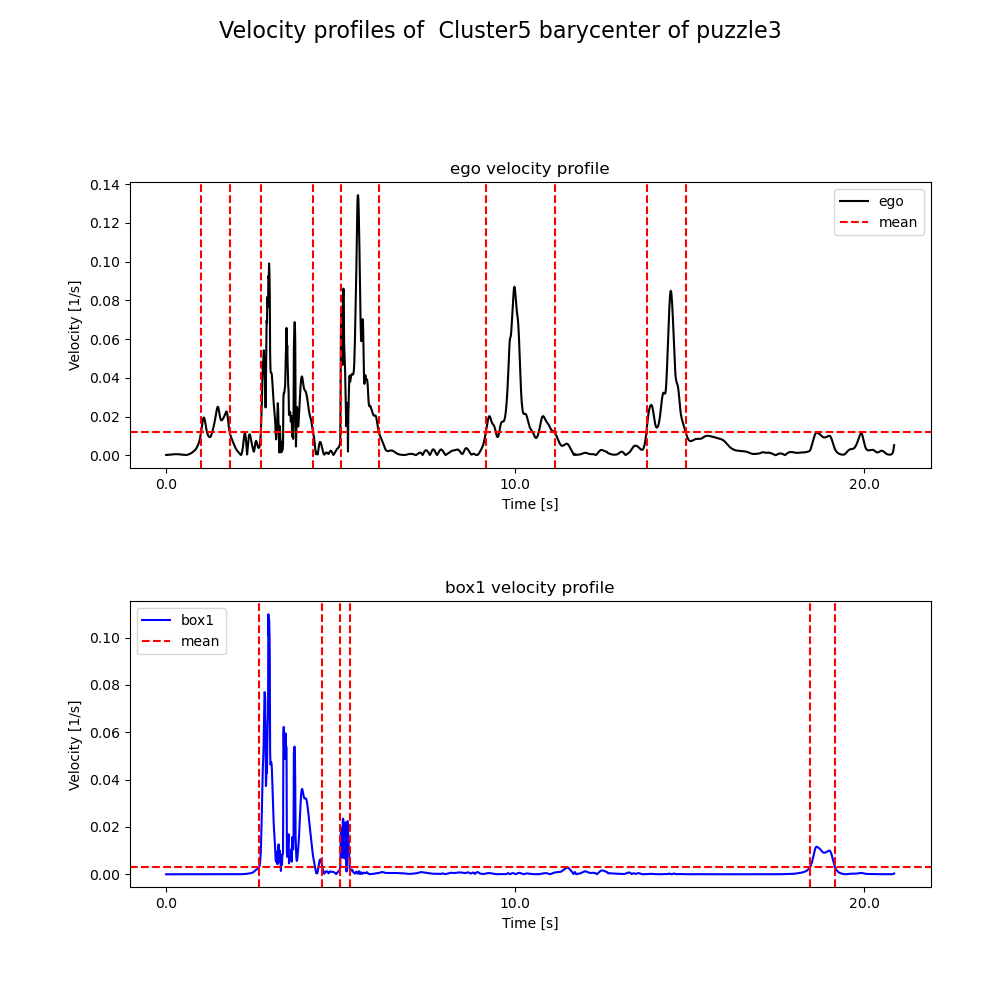 Velocity profiles of  Cluster5 barycenter of puzzle3
ego velocity profile
0.14
0.12
0.10
0.08
0.06
0.04
0.02
0.00
Velocity [1/s]
ego
mean
0.0
10.0
20.0
Time [s]
box1 velocity profile
0.10
0.08
0.06
0.04
0.02
0.00
Velocity [1/s]
box1
mean
0.0
10.0
20.0
Time [s]